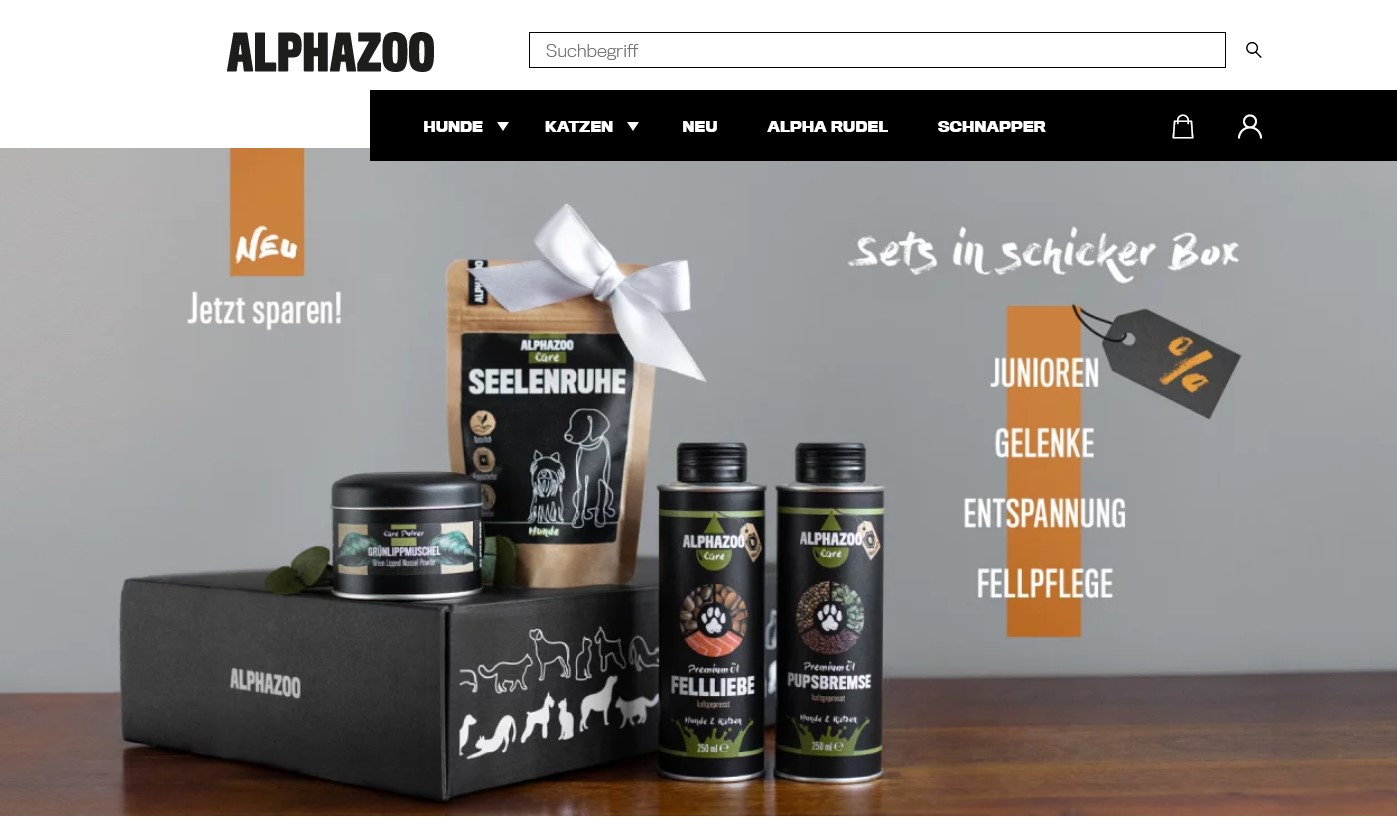 ALPHAZOO
Suchbegriff
HUNDE KATZEN NEU ALPHA RUDEL SCHNAPPER
Neu
Jetzt sparen!
Sets in schicker Box
%
JUNIOREN
GELENKE
ENTSPANNUNG
FELLPFLEGE
ALPHAZOO
Care
SEELENRUHE
Natürlich
Hunde
Care Pulver
GRÜNLIPPMUSCHEL
Green Lipped Mussel Powder
ALPHAZOO
ALPHAZOO
Care
Premium Öl
FELLLIEBE
kaltgepresst
Hunde & Katzen
250 ml ℮
ALPHAZOO
Care
Premium Öl
PUPSBREMSE
kaltgepresst
Hunde & Katzen
250 ml ℮